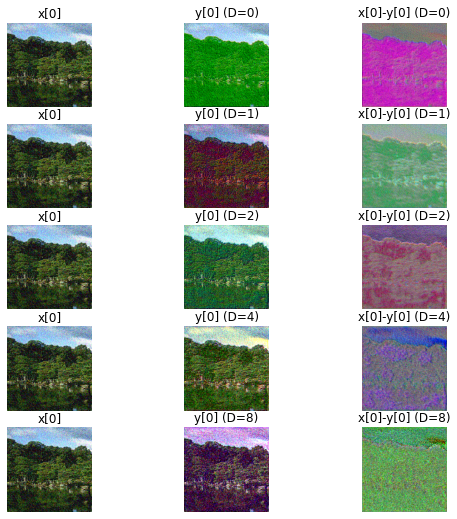 x[0] y[0] (D=0) x[0]-y[0] (D=0)
x[0] y[0] (D=1) x[0]-y[0] (D=1)
x[0] y[0] (D=2) x[0]-y[0] (D=2)
x[0] y[0] (D=4) x[0]-y[0] (D=4)
x[0] y[0] (D=8) x[0]-y[0] (D=8)